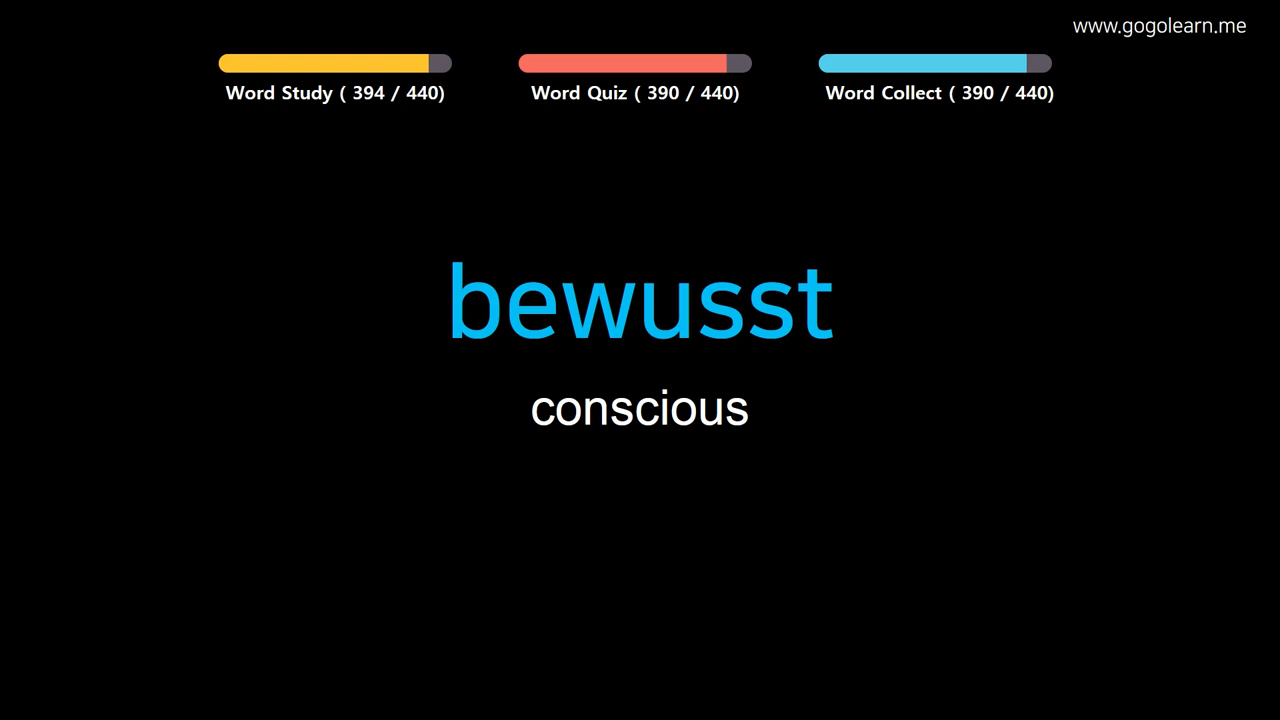 www.gogolearn.me
Word Study ( 394 / 440)
Word Quiz ( 390 / 440)
Word Collect ( 390 / 440)
bewusst
conscious